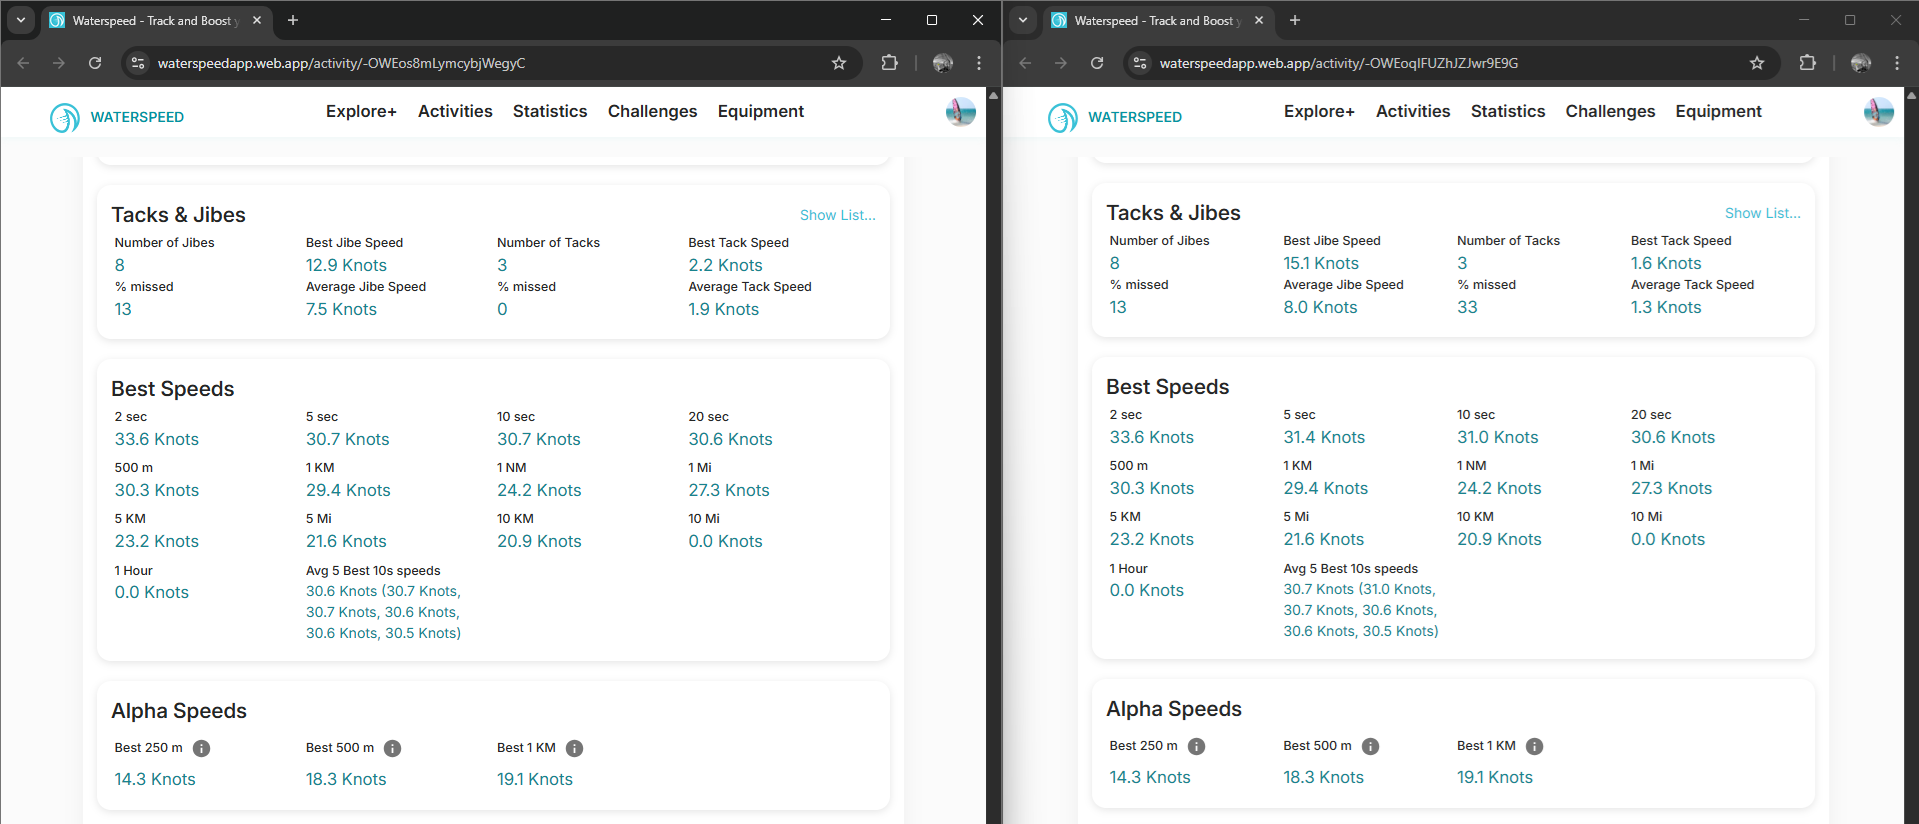 Waterspeed - Track and Boost y
waterspeedapp.web.app/activity/-OWEos8mLymcybjWegyC
WATERSPEED
Explore+ Activities Statistics Challenges Equipment
Tacks & Jibes Show List...
Number of Jibes Best Jibe Speed Number of Tacks Best Tack Speed
8 12.9 Knots 3 2.2 Knots
% missed Average Jibe Speed % missed Average Tack Speed
13 7.5 Knots 0 1.9 Knots
Best Speeds
2 sec 5 sec 10 sec 20 sec
33.6 Knots 30.7 Knots 30.7 Knots 30.6 Knots
500 m 1 KM 1 NM 1 Mi
30.3 Knots 29.4 Knots 24.2 Knots 27.3 Knots
5 KM 5 Mi 10 KM 10 Mi
23.2 Knots 21.6 Knots 20.9 Knots 0.0 Knots
1 Hour Avg 5 Best 10s speeds
0.0 Knots 30.6 Knots (30.7 Knots,
30.7 Knots, 30.6 Knots,
30.6 Knots, 30.5 Knots)
Alpha Speeds
Best 250 m Best 500 m Best 1 KM
14.3 Knots 18.3 Knots 19.1 Knots
Waterspeed - Track and Boost y
waterspeedapp.web.app/activity/-OWEoqIFUZhJZJwr9E9G
WATERSPEED
Explore+ Activities Statistics Challenges Equipment
Tacks & Jibes Show List...
Number of Jibes Best Jibe Speed Number of Tacks Best Tack Speed
8 15.1 Knots 3 1.6 Knots
% missed Average Jibe Speed % missed Average Tack Speed
13 8.0 Knots 33 1.3 Knots
Best Speeds
2 sec 5 sec 10 sec 20 sec
33.6 Knots 31.4 Knots 31.0 Knots 30.6 Knots
500 m 1 KM 1 NM 1 Mi
30.3 Knots 29.4 Knots 24.2 Knots 27.3 Knots
5 KM 5 Mi 10 KM 10 Mi
23.2 Knots 21.6 Knots 20.9 Knots 0.0 Knots
1 Hour Avg 5 Best 10s speeds
0.0 Knots 30.7 Knots (31.0 Knots,
30.7 Knots, 30.6 Knots,
30.6 Knots, 30.5 Knots)
Alpha Speeds
Best 250 m Best 500 m Best 1 KM
14.3 Knots 18.3 Knots 19.1 Knots